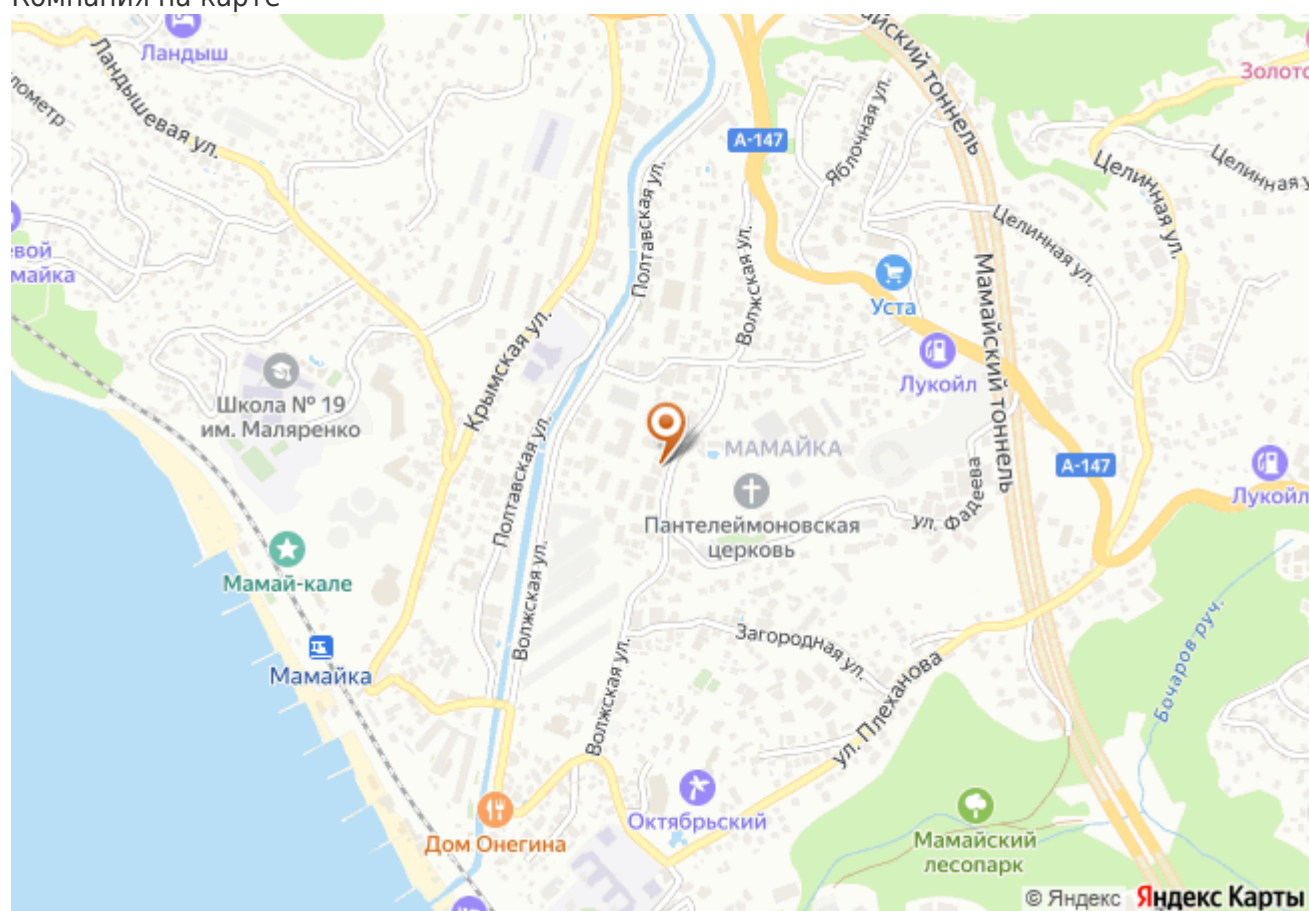 Компания на карте
Ландыш
Ландышевая ул.
Мамайский тоннель
А-147
Яблочная ул.
Целинная ул.
Целинная
Полтавская ул.
Волжская ул.
Целинная ул.
майка
Уста
Мамайский тоннель
Лукойл
Школа № 19
им. Маляренко
Крымская ул.
МАМАЙКА
А-147
Лукойл
Полтавская ул.
Пантелеймоновская
церковь
ул. Фадеева
Мамай-кале
Волжская ул.
Мамайка
Загородная ул.
Бочаров руч.
Волжская ул.
ул. Плеханова
Октябрьский
Дом Онегина
Мамайский
лесопарк
© Яндекс Яндекс Карты